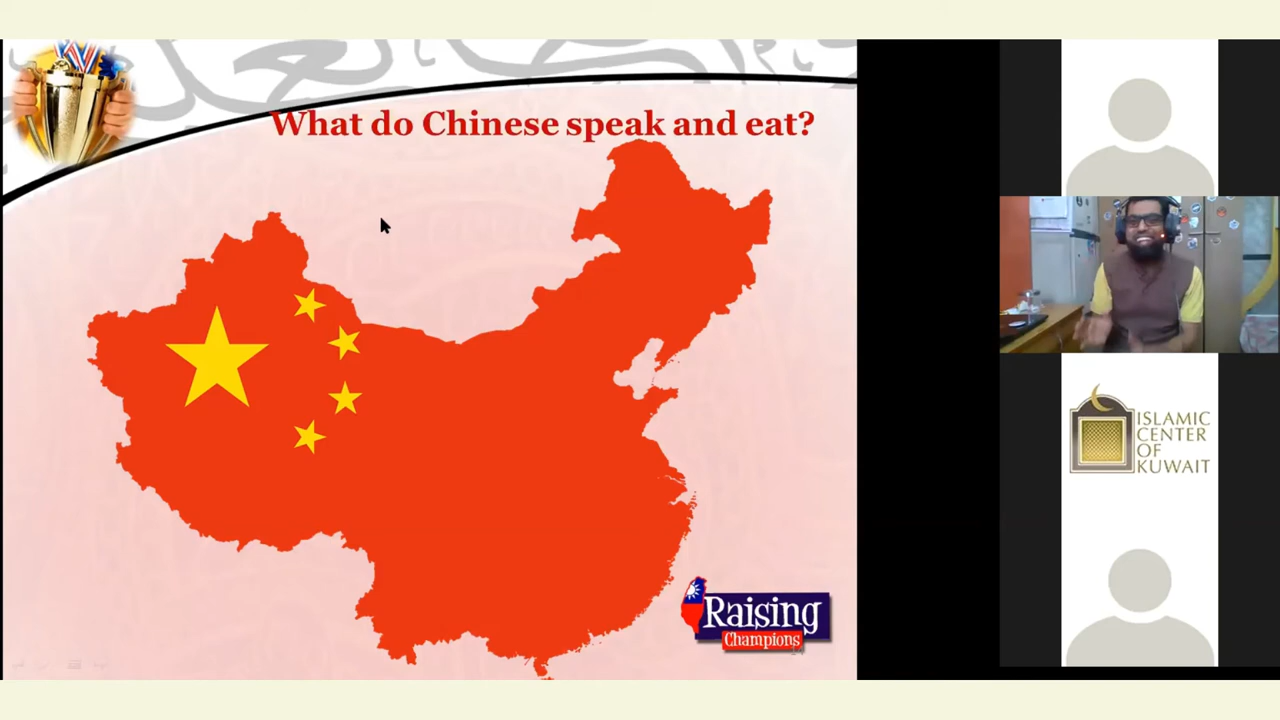 What do Chinese speak and eat?
Raising
Champions
ISLAMIC
CENTER
OF
KUWAIT